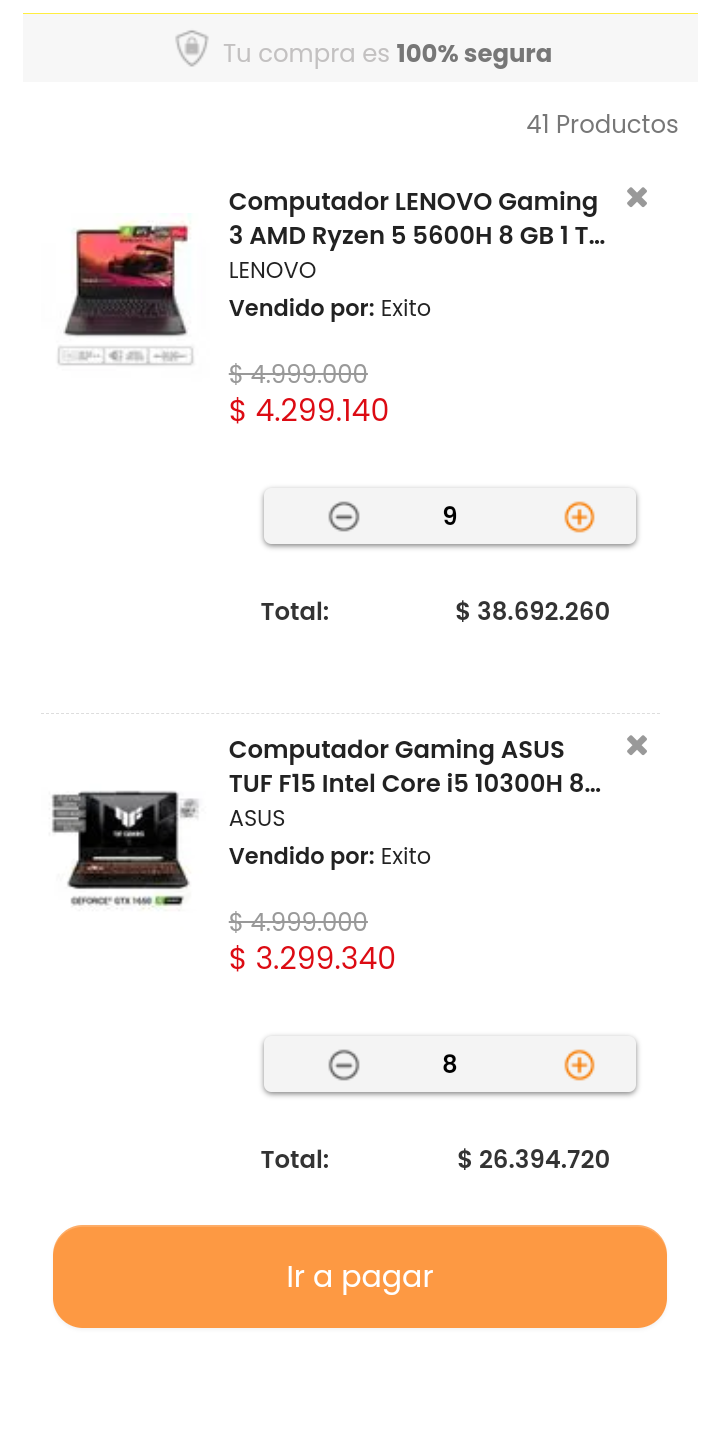 Tu compra es 100% segura
41 Productos
Computador LENOVO Gaming
3 AMD Ryzen 5 5600H 8 GB 1 T...
LENOVO
Vendido por: Exito
$ 4.999.000
$ 4.299.140
9
Total: $ 38.692.260
Computador Gaming ASUS
TUF F15 Intel Core i5 10300H 8...
ASUS
Vendido por: Exito
GEFORCE® GTX 1650
$ 4.999.000
$ 3.299.340
8
Total: $ 26.394.720
Ir a pagar